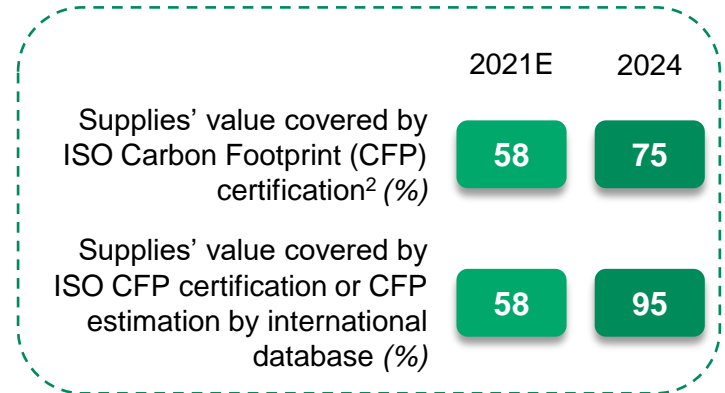 2021E 2024
Supplies’ value covered by
ISO Carbon Footprint (CFP)
certification² (%)
58 75
Supplies’ value covered by
ISO CFP certification or CFP
estimation by international
database (%)
58 95